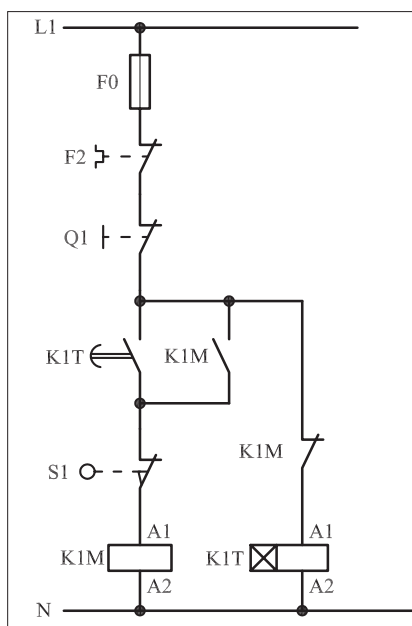 L1
F0
F2
Q1
K1T K1M
S1 K1M
A1 A1
K1M K1T
A2 A2
N